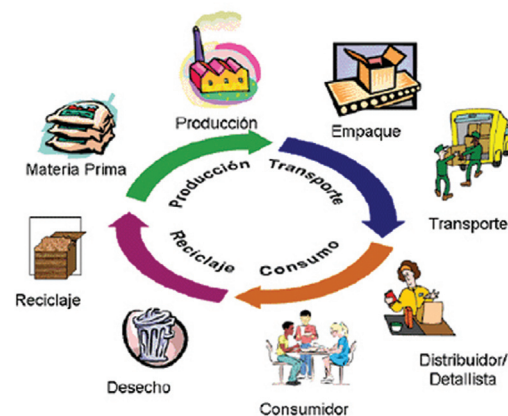 Producción
Empaque
Materia Prima
Transporte
Producción
Transporte
Reciclaje
Consumo
Reciclaje
Distribuidor/
Detallista
Desecho
Consumidor